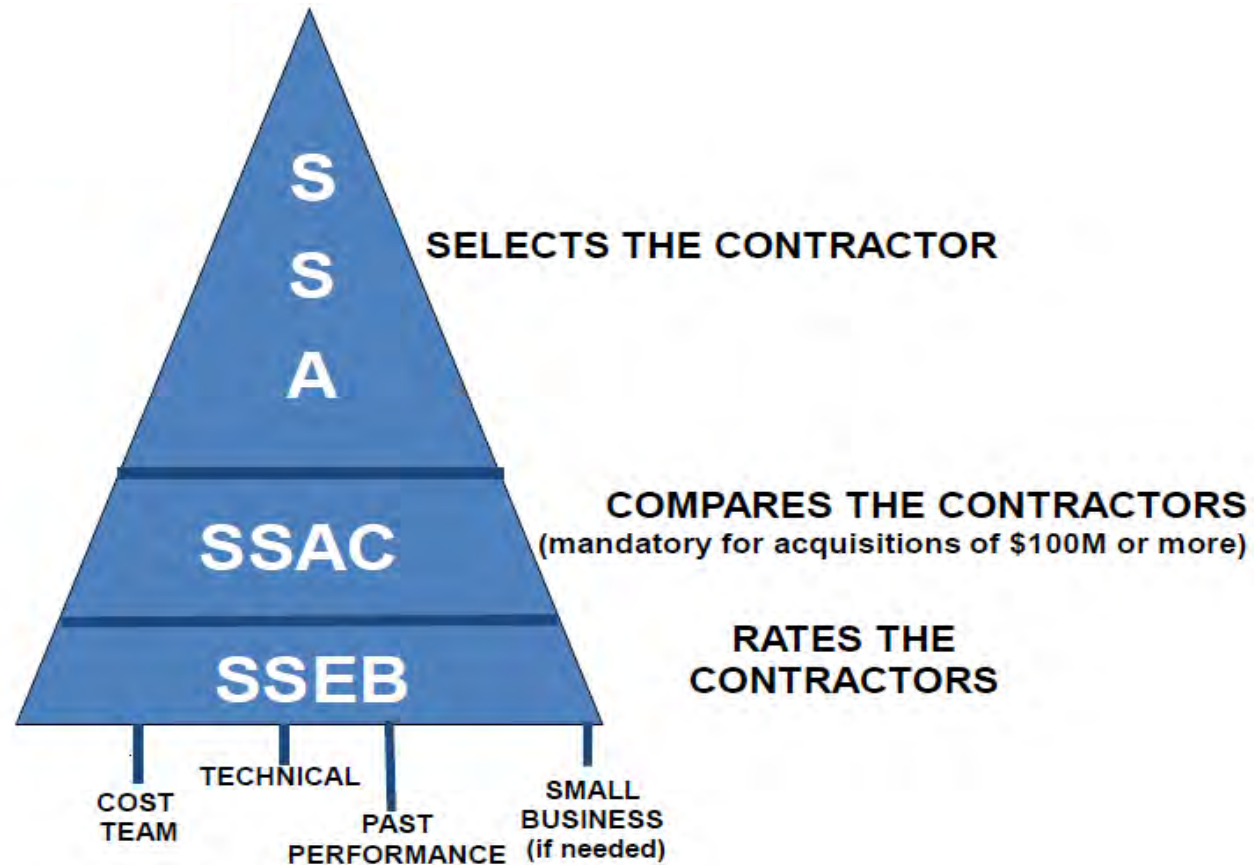 S
S
A
SELECTS THE CONTRACTOR
COMPARES THE CONTRACTORS
(mandatory for acquisitions of $100M or more)
SSAC
RATES THE
CONTRACTORS
SSEB
COST
TEAM
TECHNICAL
PAST
PERFORMANCE
SMALL
BUSINESS
(if needed)